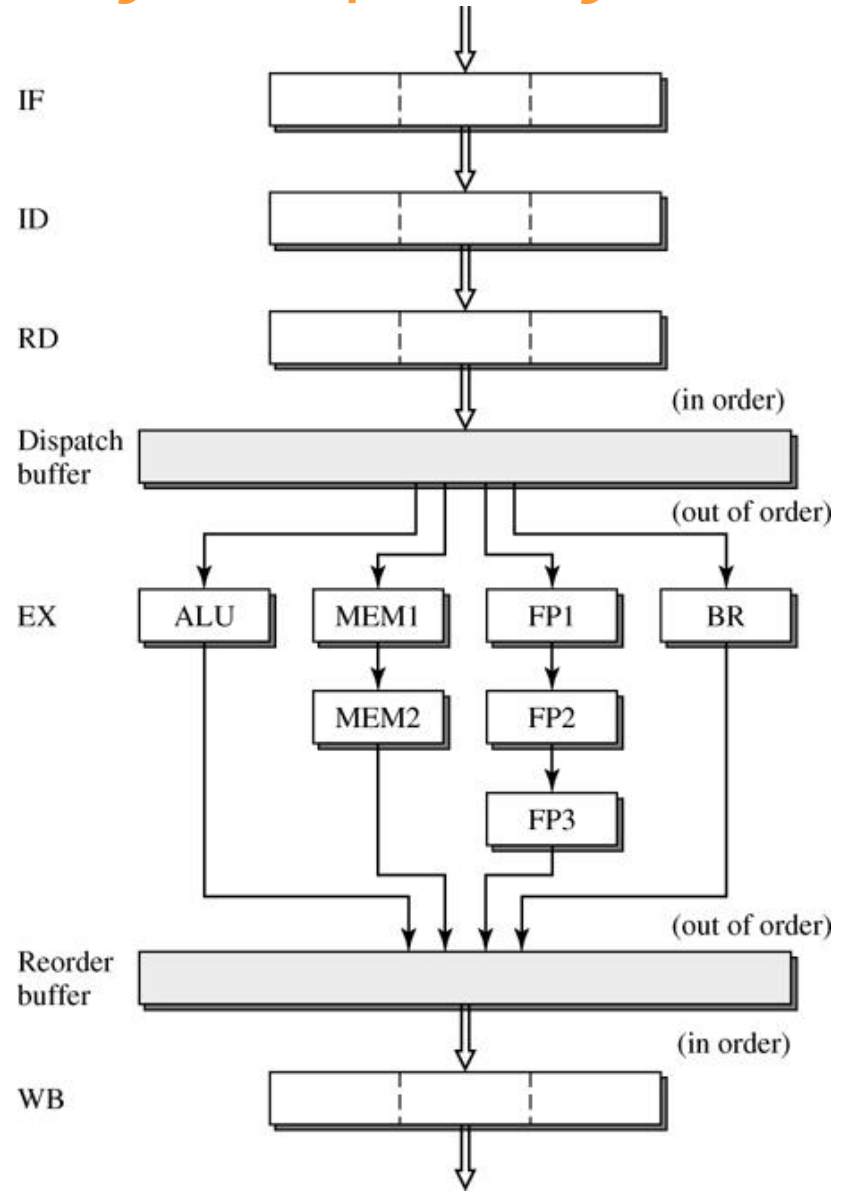 IF
ID
RD
(in order)
Dispatch
buffer
(out of order)
EX
ALU
MEM1
FP1
BR
MEM2
FP2
FP3
(out of order)
Reorder
buffer
(in order)
WB